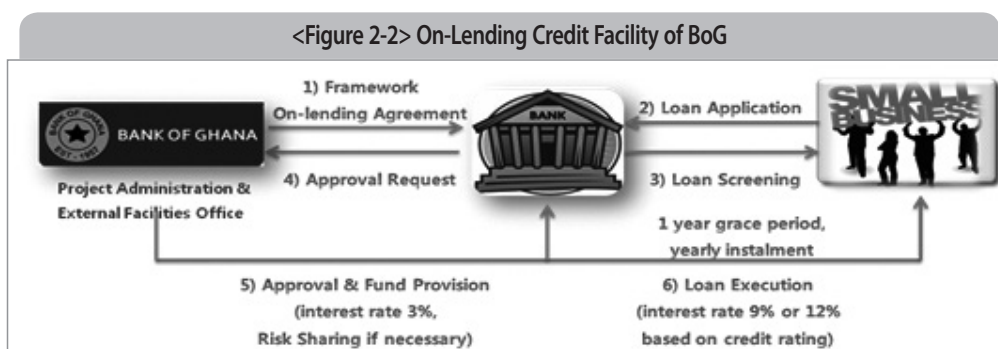 <Figure 2-2> On-Lending Credit Facility of BoG
1) Framework
On-lending Agreement
BANK OF GHANA
EST - 1957
BANK OF GHANA
Project Administration &
External Facilities Office
4) Approval Request
BANK
2) Loan Application
3) Loan Screening
SMALL
BUSINESS
1 year grace period,
yearly instalment
5) Approval & Fund Provision
(interest rate 3%,
Risk Sharing if necessary)
6) Loan Execution
(interest rate 9% or 12%
based on credit rating)